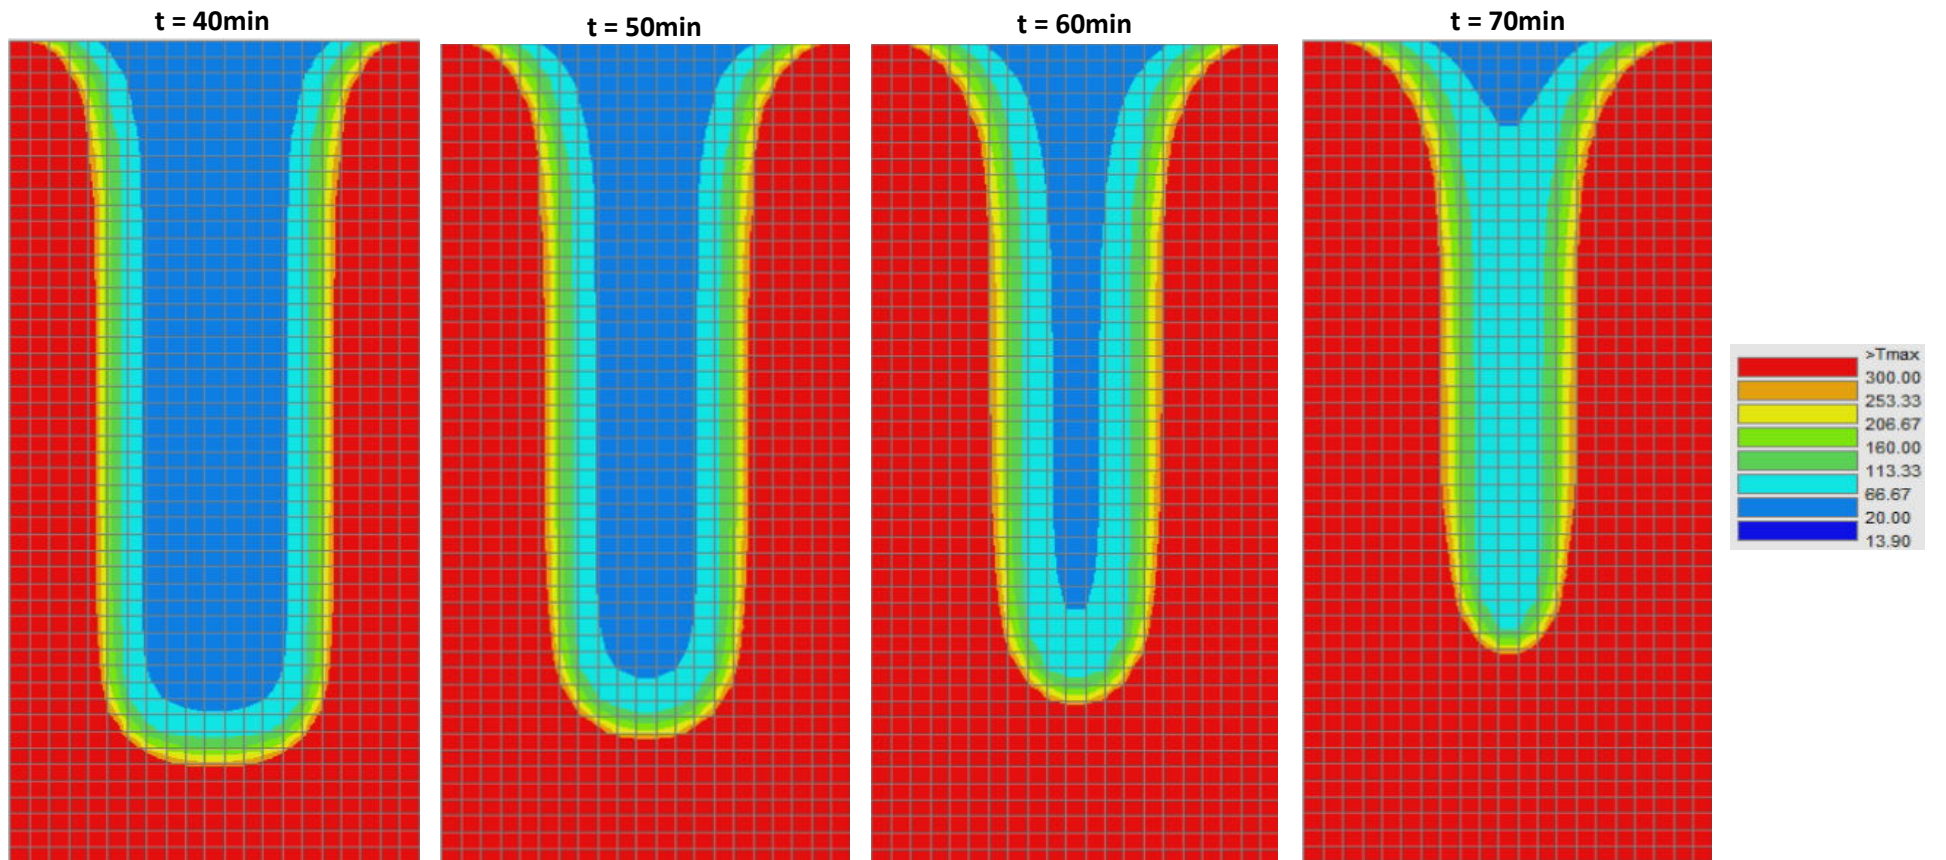 t = 40min
t = 50min
t = 60min
t = 70min
>Tmax
300.00
253.33
206.67
160.00
113.33
66.67
20.00
13.90